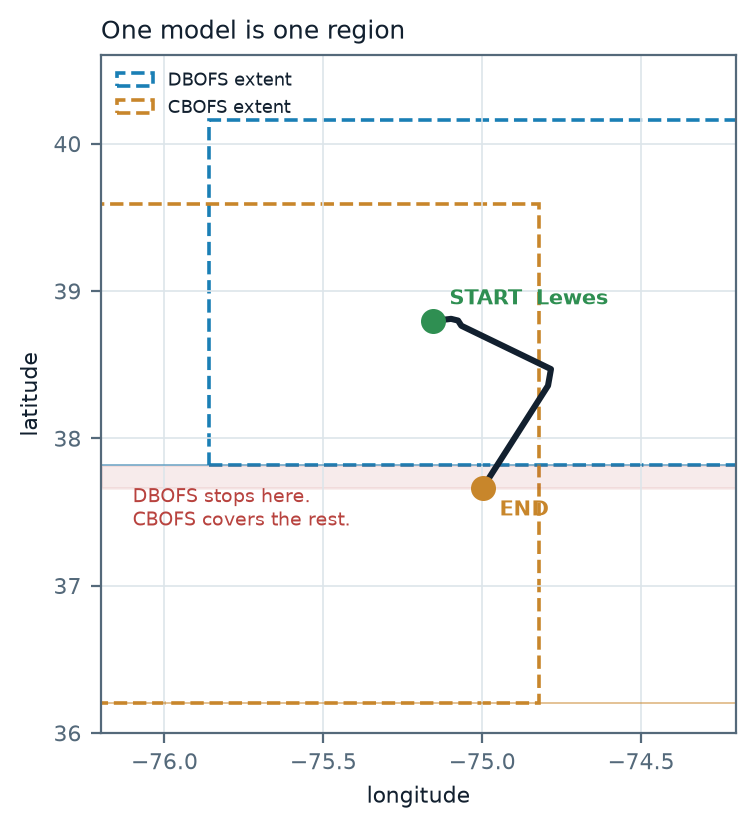 One model is one region
DBOFS extent
CBOFS extent
40
39
38
37
36
START Lewes
DBOFS stops here.
CBOFS covers the rest.
END
−76.0
−75.5
−75.0
−74.5
longitude
latitude